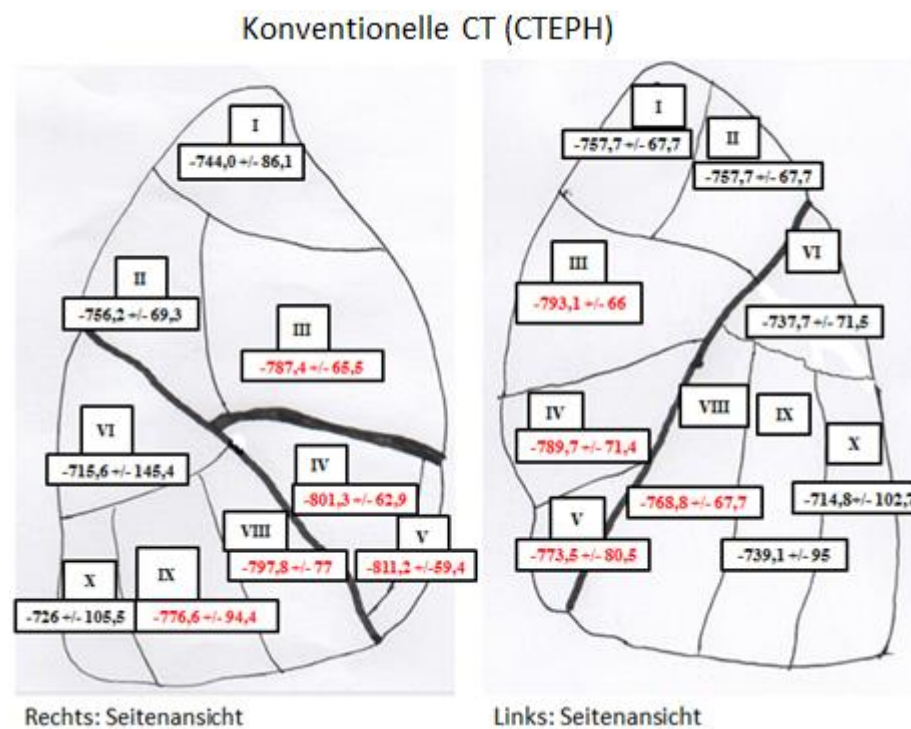 Konventionelle CT (CTEPH)
I
-744,0 +/- 86,1
II
-756,2 +/- 69,3
III
-787,4 +/- 65,5
VI
-715,6 +/- 145,4
IV
-801,3 +/- 62,9
VIII
-797,8 +/- 77
V
-811,2 +/-59,4
X
-726 +/- 105,5
IX
-776,6 +/- 94,4
Rechts: Seitenansicht
I
-757,7 +/- 67,7
II
-757,7 +/- 67,7
VI
-737,7 +/- 71,5
III
-793,1 +/- 66
IV
-789,7 +/- 71,4
VIII
-768,8 +/- 67,7
IX
-739,1 +/- 95
X
-714,8 +/- 102,7
V
-773,5 +/- 80,5
Links: Seitenansicht